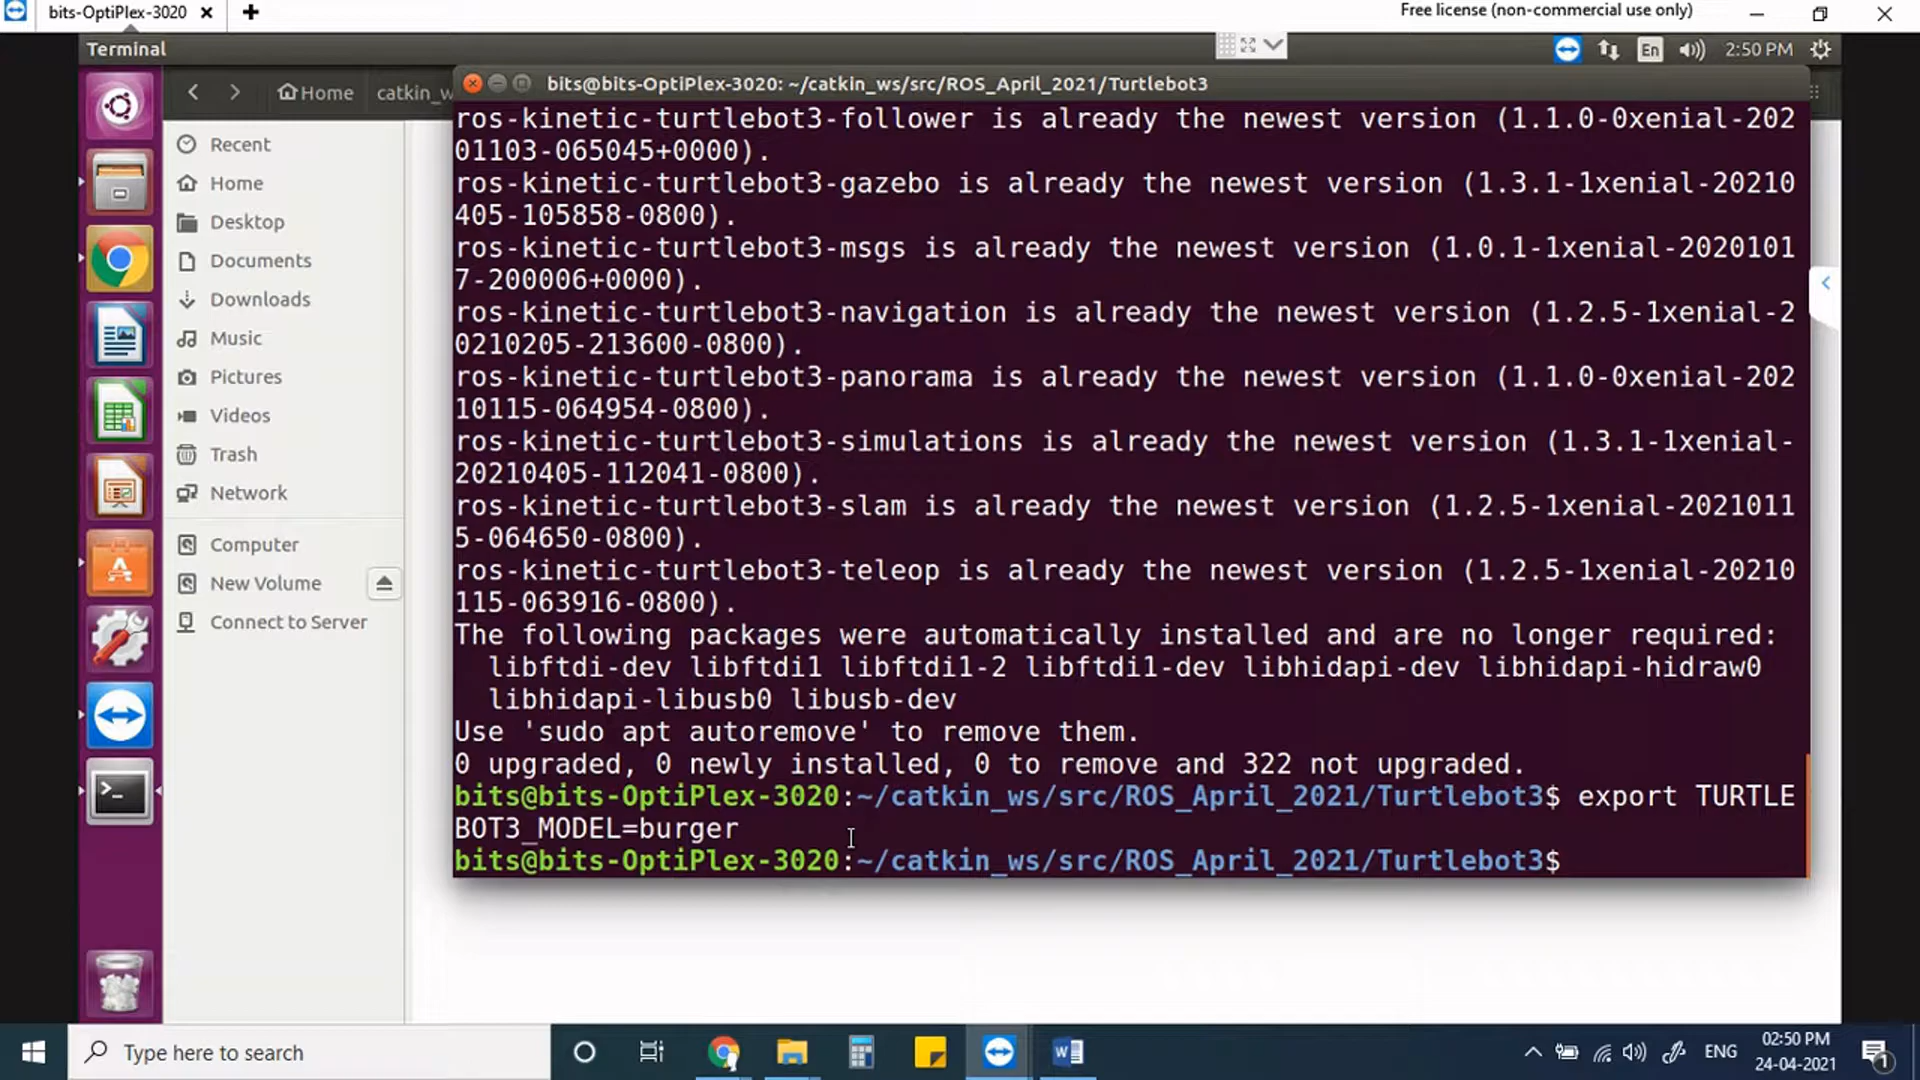 bits-OptiPlex-3020
Free license (non-commercial use only)
Terminal
En
2:50 PM
Home
catkin_w
bits@bits-OptiPlex-3020: ~/catkin_ws/src/ROS_April_2021/Turtlebot3
Recent
Home
Desktop
Documents
Downloads
Music
Pictures
Videos
Trash
Network
Computer
New Volume
Connect to Server
ros-kinetic-turtlebot3-follower is already the newest version (1.1.0-0xenial-202
01103-065045+0000).
ros-kinetic-turtlebot3-gazebo is already the newest version (1.3.1-1xenial-20210
405-105858-0800).
ros-kinetic-turtlebot3-msgs is already the newest version (1.0.1-1xenial-2020101
7-200006+0000).
ros-kinetic-turtlebot3-navigation is already the newest version (1.2.5-1xenial-2
0210205-213600-0800).
ros-kinetic-turtlebot3-panorama is already the newest version (1.1.0-0xenial-202
10115-064954-0800).
ros-kinetic-turtlebot3-simulations is already the newest version (1.3.1-1xenial-
20210405-112041-0800).
ros-kinetic-turtlebot3-slam is already the newest version (1.2.5-1xenial-2021011
5-064650-0800).
ros-kinetic-turtlebot3-teleop is already the newest version (1.2.5-1xenial-20210
115-063916-0800).
The following packages were automatically installed and are no longer required:
libftdi-dev libftdi1 libftdi1-2 libftdi1-dev libhidapi-dev libhidapi-hidraw0
libhidapi-libusb0 libusb-dev
Use 'sudo apt autoremove' to remove them.
0 upgraded, 0 newly installed, 0 to remove and 322 not upgraded.
bits@bits-OptiPlex-3020:~/catkin_ws/src/ROS_April_2021/Turtlebot3$ export TURTLE
BOT3_MODEL=burger
bits@bits-OptiPlex-3020:~/catkin_ws/src/ROS_April_2021/Turtlebot3$
Type here to search
ENG
02:50 PM
24-04-2021
1